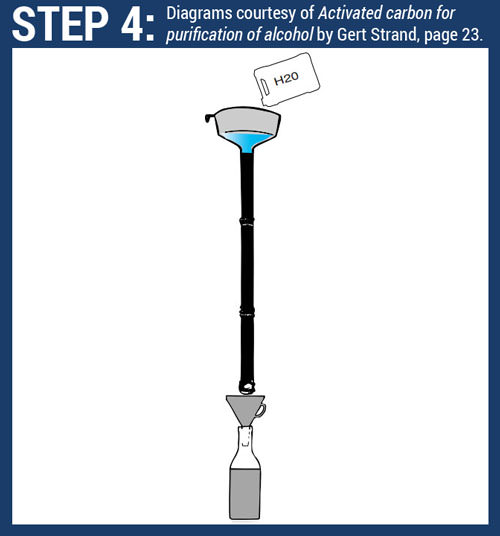 STEP 4:
Diagrams courtesy of Activated carbon for
purification of alcohol by Gert Strand, page 23.
H20